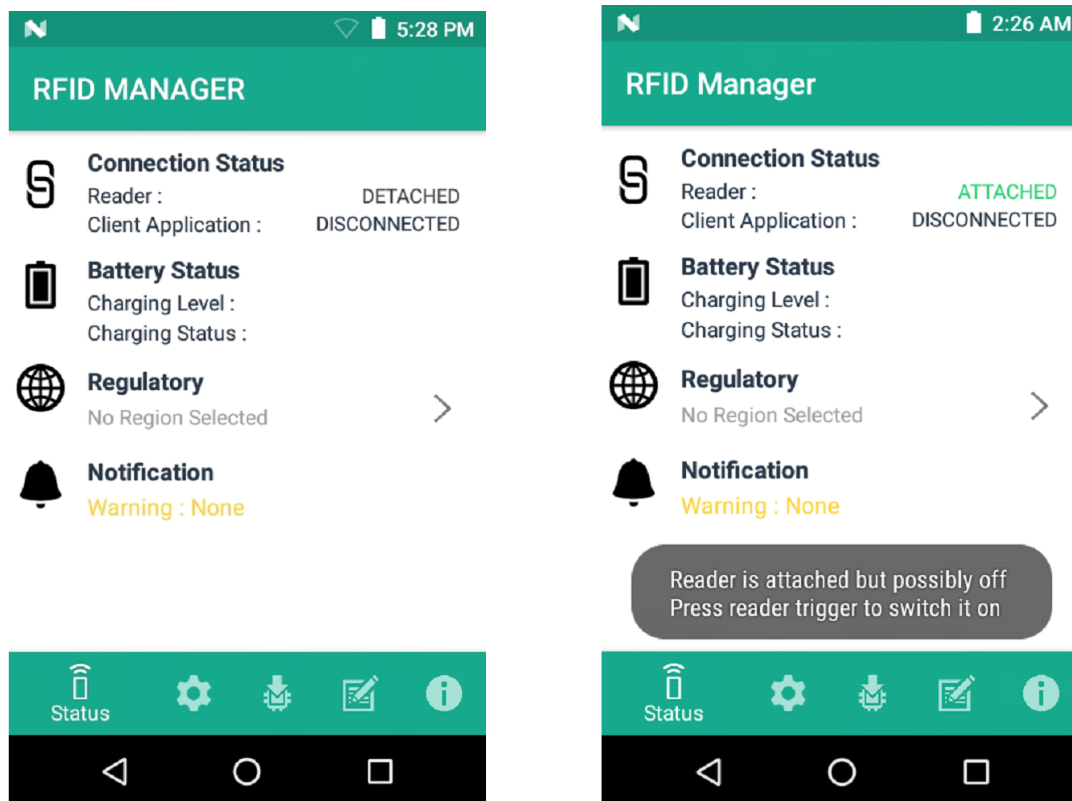 5:28 PM
RFID MANAGER
Connection Status
Reader : DETACHED
Client Application : DISCONNECTED
Battery Status
Charging Level :
Charging Status :
Regulatory
No Region Selected
Notification
Warning : None
Status
2:26 AM
RFID Manager
Connection Status
Reader : ATTACHED
Client Application : DISCONNECTED
Battery Status
Charging Level :
Charging Status :
Regulatory
No Region Selected
Notification
Warning : None
Reader is attached but possibly off
Press reader trigger to switch it on
Status